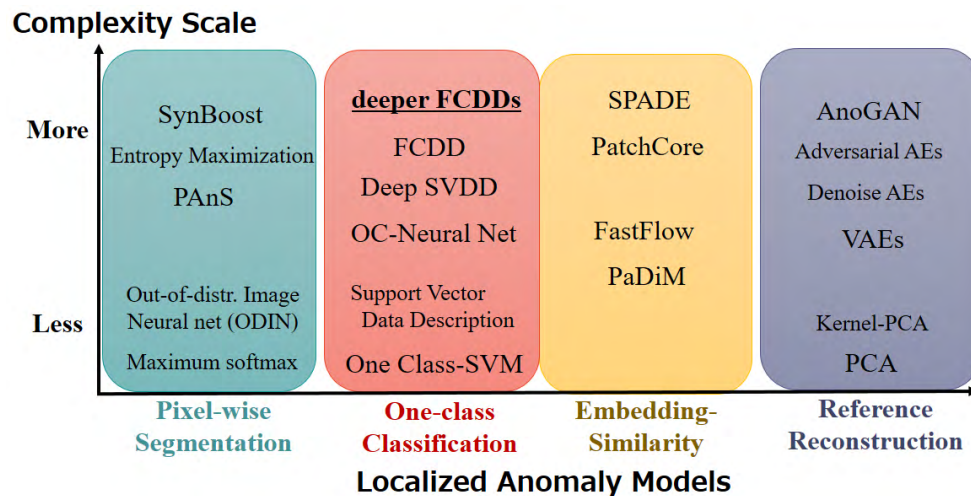 Complexity Scale
More
Less
SynBoost
Entropy Maximization
PAnS
Out-of-distr. Image
Neural net (ODIN)
Maximum softmax
deeper FCDDs
FCDD
Deep SVDD
OC-Neural Net
Support Vector
Data Description
One Class-SVM
SPADE
PatchCore
FastFlow
PaDiM
AnoGAN
Adversarial AEs
Denoise AEs
VAEs
Kernel-PCA
PCA
Pixel-wise
Segmentation
One-class
Classification
Embedding-
Similarity
Reference
Reconstruction
Localized Anomaly Models